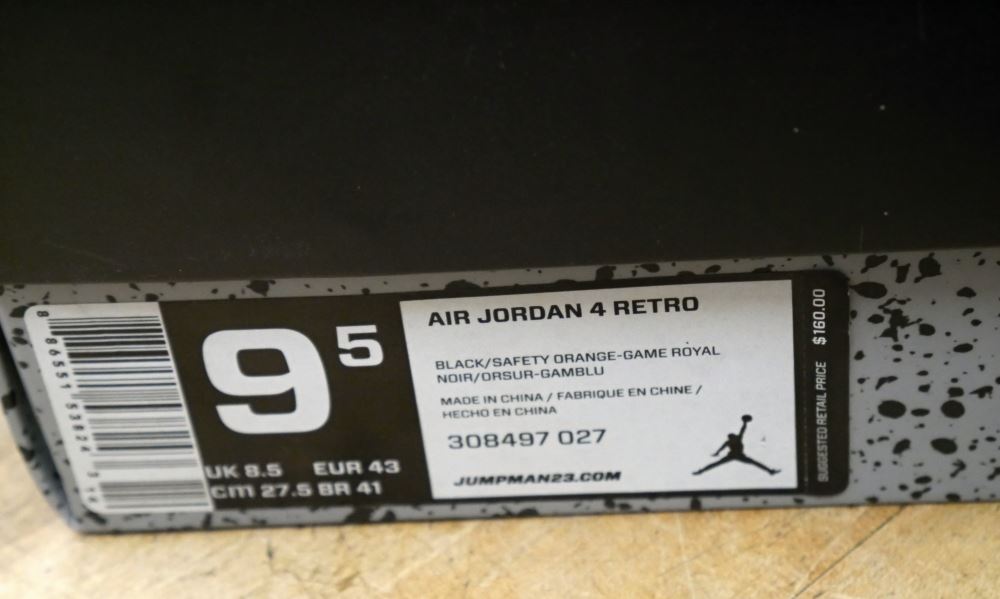 9 5
UK 8.5 EUR 43
cm 27.5 BR 41
AIR JORDAN 4 RETRO
BLACK/SAFETY ORANGE-GAME ROYAL
NOIR/ORSUR-GAMBLU
MADE IN CHINA / FABRIQUE EN CHINE /
HECHO EN CHINA
308497 027
JUMPMAN23.COM
SUGGESTED RETAIL PRICE $160.00